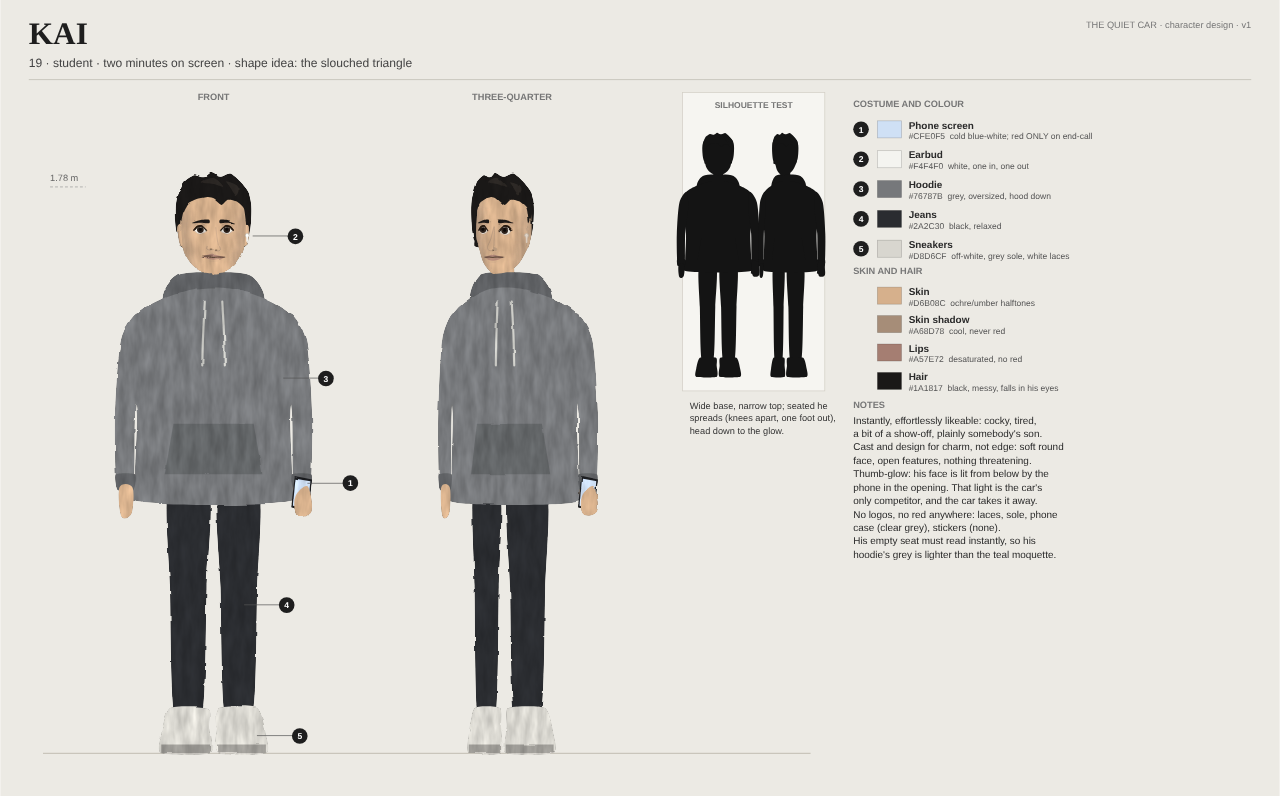 KAI
THE QUIET CAR · character design · v1
19 · student · two minutes on screen · shape idea: the slouched triangle
FRONT
THREE-QUARTER
SILHOUETTE TEST
1.78 m
2
3
1
4
5
Wide base, narrow top; seated he
spreads (knees apart, one foot out),
head down to the glow.
COSTUME AND COLOUR
1 Phone screen
#CFE0F5 cold blue-white; red ONLY on end-call
2 Earbud
#F4F4F0 white, one in, one out
3 Hoodie
#76787B grey, oversized, hood down
4 Jeans
#2A2C30 black, relaxed
5 Sneakers
#D8D6CF off-white, grey sole, white laces
SKIN AND HAIR
Skin
#D6B08C ochre/umber halftones
Skin shadow
#A68D78 cool, never red
Lips
#A57E72 desaturated, no red
Hair
#1A1817 black, messy, falls in his eyes
NOTES
Instantly, effortlessly likeable: cocky, tired,
a bit of a show-off, plainly somebody's son.
Cast and design for charm, not edge: soft round
face, open features, nothing threatening.
Thumb-glow: his face is lit from below by the
phone in the opening. That light is the car's
only competitor, and the car takes it away.
No logos, no red anywhere: laces, sole, phone
case (clear grey), stickers (none).
His empty seat must read instantly, so his
hoodie's grey is lighter than the teal moquette.